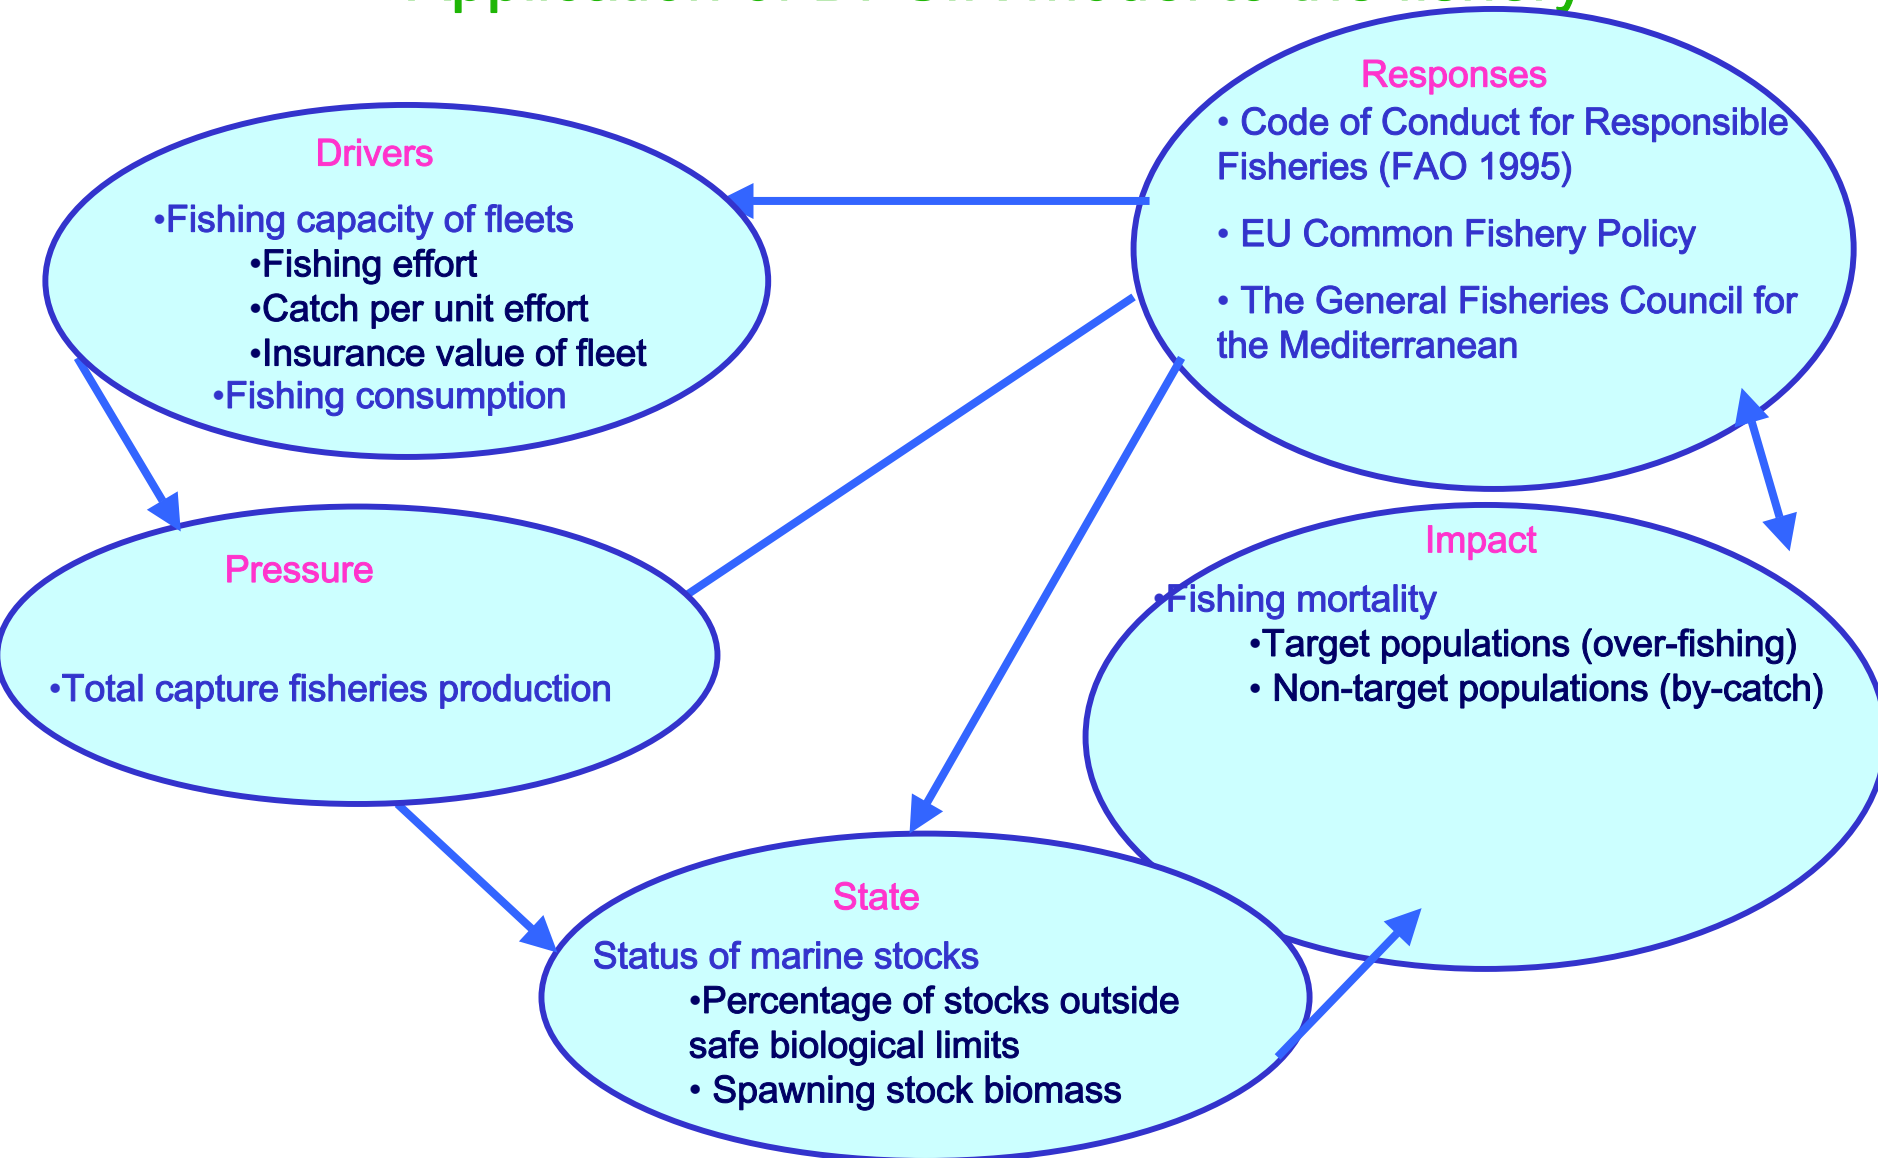 Drivers
•Fishing capacity of fleets
•Fishing effort
•Catch per unit effort
•Insurance value of fleet
•Fishing consumption
Responses
• Code of Conduct for Responsible
Fisheries (FAO 1995)
• EU Common Fishery Policy
• The General Fisheries Council for
the Mediterranean
Pressure
•Total capture fisheries production
Impact
•Fishing mortality
•Target populations (over-fishing)
• Non-target populations (by-catch)
State
Status of marine stocks
•Percentage of stocks outside
safe biological limits
• Spawning stock biomass